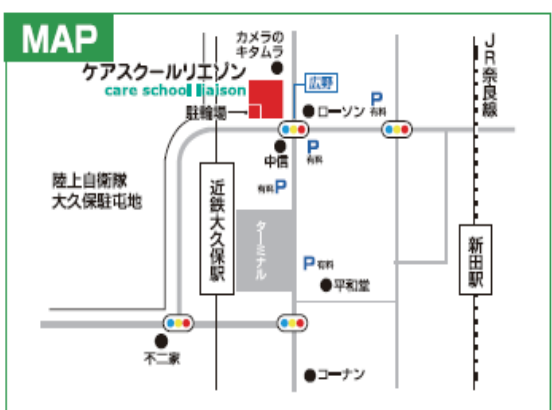 MAP
カメラの
キタムラ
JR奈良線
ケアスクールリエゾン
care school liaison
広野
駐輪場
ローソン
P
有料
中信
P
有料
陸上自衛隊
大久保駐屯地
近鉄大久保駅
有料P
ターミナル
新田駅
P有料
平和堂
不二家
コーナン